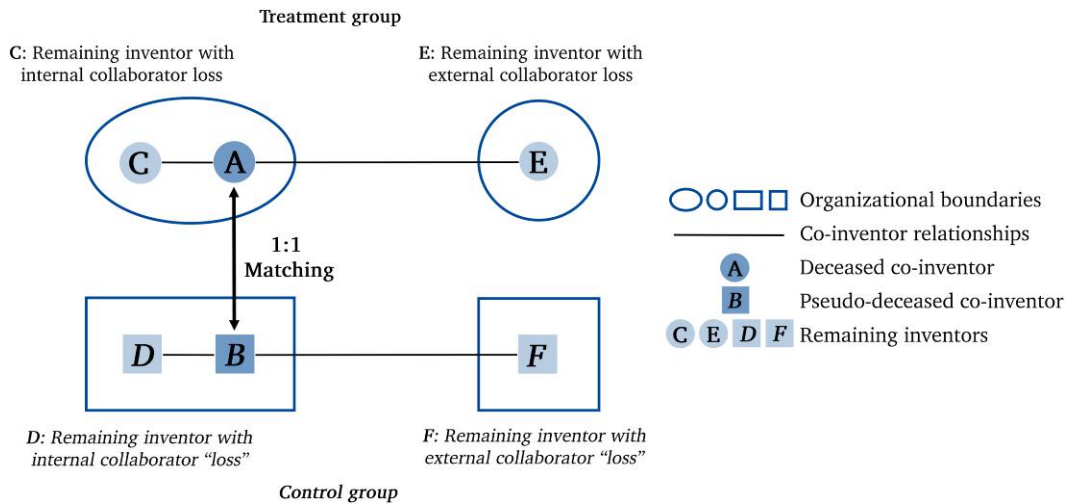 Treatment group
C: Remaining inventor with
internal collaborator loss
E: Remaining inventor with
external collaborator loss
C
A
E
1:1
Matching
D
B
F
D: Remaining inventor with
internal collaborator “loss”
F: Remaining inventor with
external collaborator “loss”
Control group
Organizational boundaries
Co-inventor relationships
A Deceased co-inventor
B Pseudo-deceased co-inventor
C E D F Remaining inventors